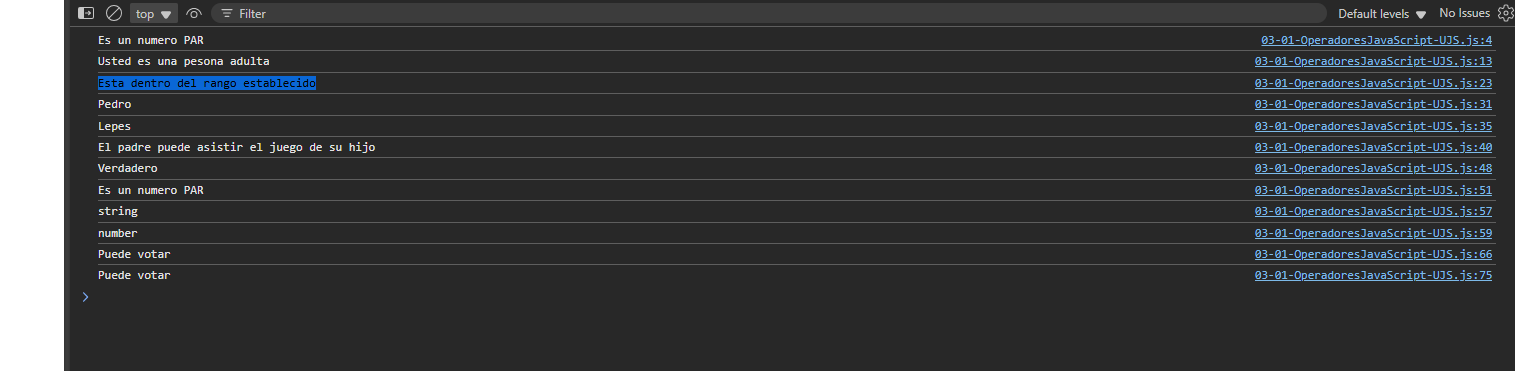 top ▼ Filter Default levels ▼ No Issues
Es un numero PAR 03-01-OperadoresJavaScript-UJS.js:4
Usted es una pesona adulta 03-01-OperadoresJavaScript-UJS.js:13
Esta dentro del rango establecido 03-01-OperadoresJavaScript-UJS.js:23
Pedro 03-01-OperadoresJavaScript-UJS.js:31
Lepes 03-01-OperadoresJavaScript-UJS.js:35
El padre puede asistir el juego de su hijo 03-01-OperadoresJavaScript-UJS.js:40
Verdadero 03-01-OperadoresJavaScript-UJS.js:48
Es un numero PAR 03-01-OperadoresJavaScript-UJS.js:51
string 03-01-OperadoresJavaScript-UJS.js:57
number 03-01-OperadoresJavaScript-UJS.js:59
Puede votar 03-01-OperadoresJavaScript-UJS.js:66
Puede votar 03-01-OperadoresJavaScript-UJS.js:75